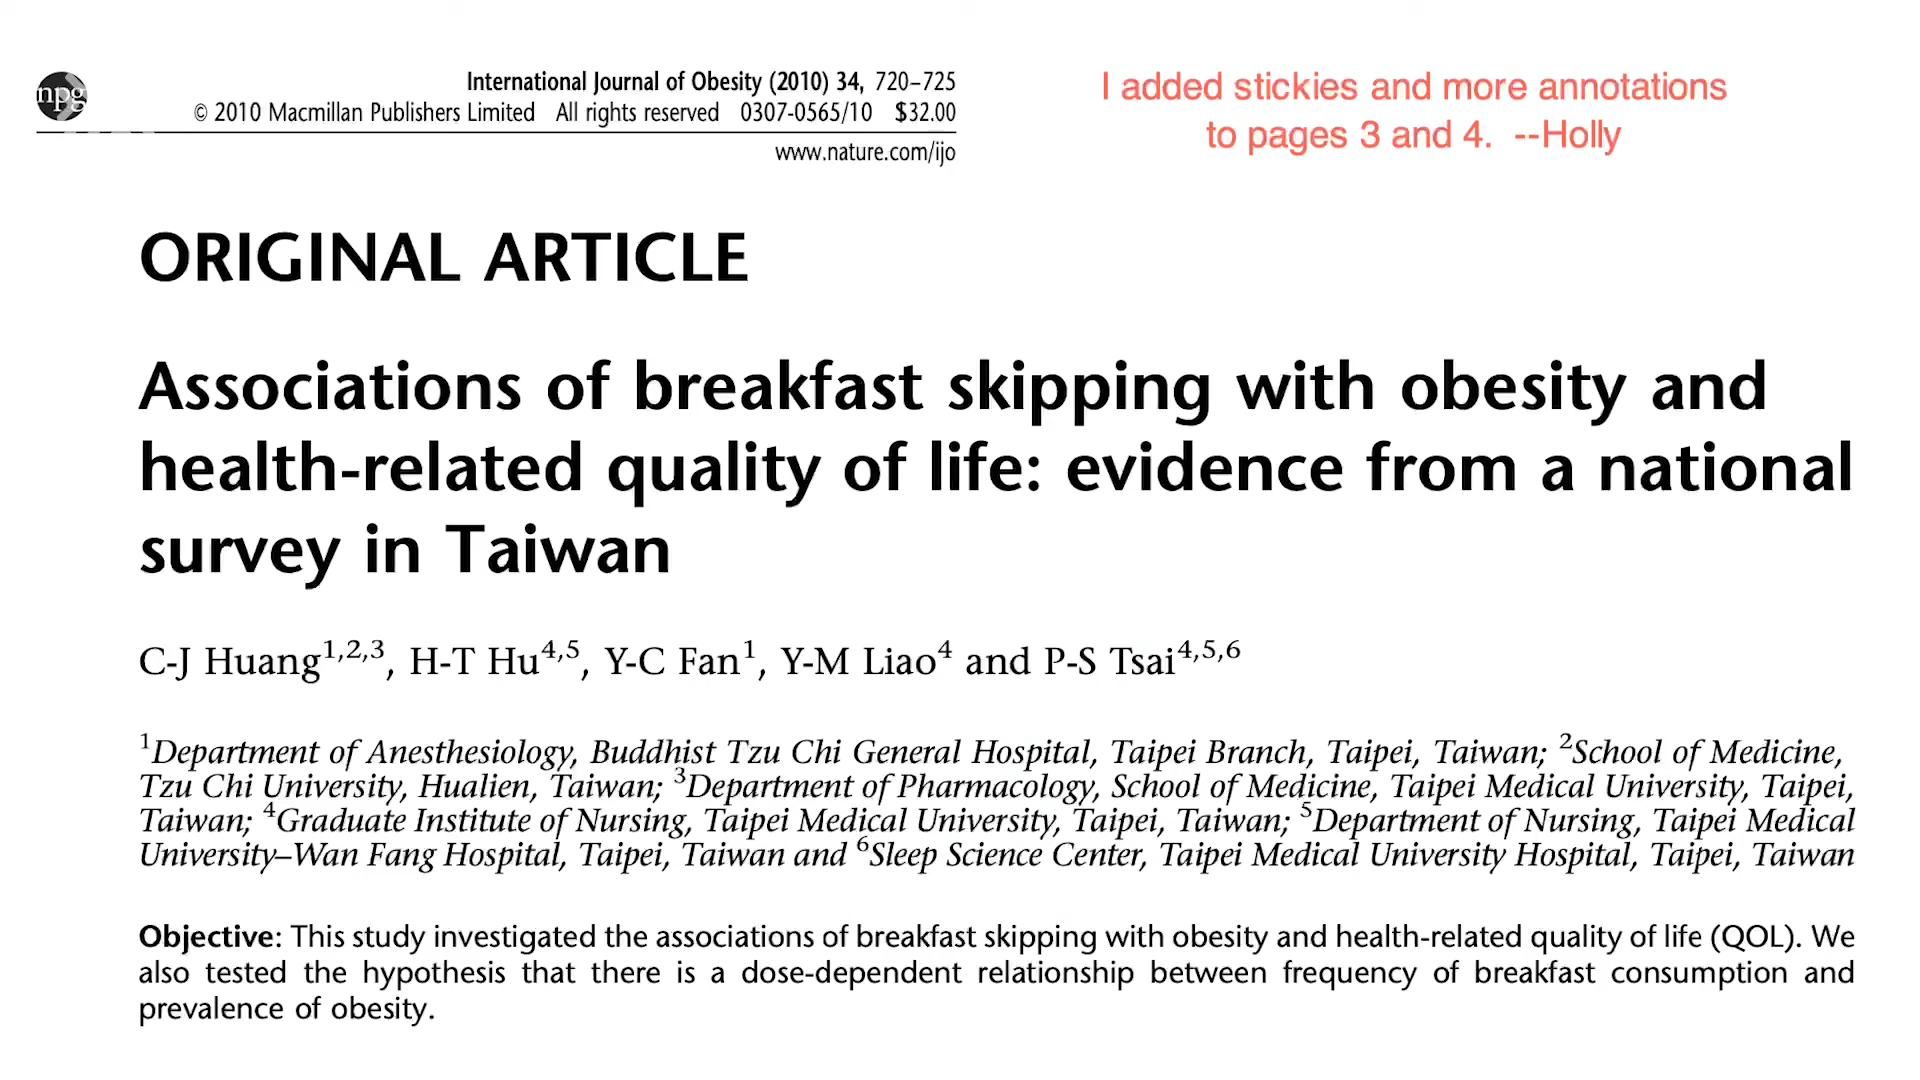 npg
International Journal of Obesity (2010) 34, 720–725
© 2010 Macmillan Publishers Limited All rights reserved 0307-0565/10 $32.00
www.nature.com/ijo
I added stickies and more annotations
to pages 3 and 4. --Holly
ORIGINAL ARTICLE
Associations of breakfast skipping with obesity and
health-related quality of life: evidence from a national
survey in Taiwan
C-J Huang1,2,3, H-T Hu4,5, Y-C Fan1, Y-M Liao4 and P-S Tsai4,5,6
1Department of Anesthesiology, Buddhist Tzu Chi General Hospital, Taipei Branch, Taipei, Taiwan; 2School of Medicine,
Tzu Chi University, Hualien, Taiwan; 3Department of Pharmacology, School of Medicine, Taipei Medical University, Taipei,
Taiwan; 4Graduate Institute of Nursing, Taipei Medical University, Taipei, Taiwan; 5Department of Nursing, Taipei Medical
University–Wan Fang Hospital, Taipei, Taiwan and 6Sleep Science Center, Taipei Medical University Hospital, Taipei, Taiwan
Objective: This study investigated the associations of breakfast skipping with obesity and health-related quality of life (QOL). We
also tested the hypothesis that there is a dose-dependent relationship between frequency of breakfast consumption and
prevalence of obesity.